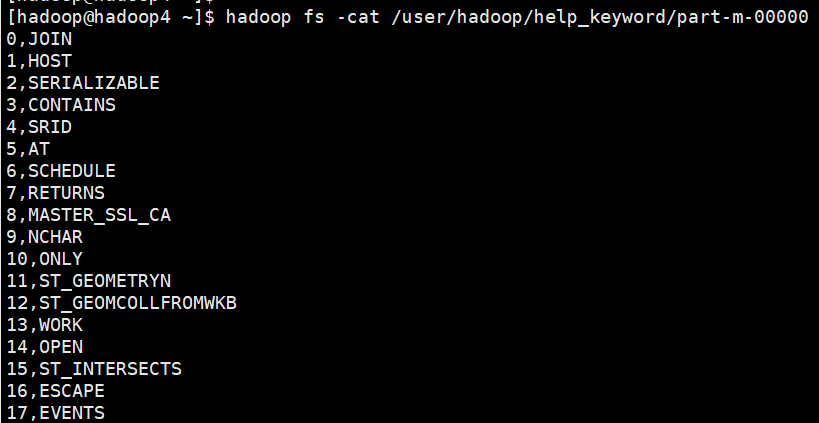 [hadoop@hadoop4 ~]$
[hadoop@hadoop4 ~]$ hadoop fs -cat /user/hadoop/help_keyword/part-m-00000
0,JOIN
1,HOST
2,SERIALIZABLE
3,CONTAINS
4,SRID
5,AT
6,SCHEDULE
7,RETURNS
8,MASTER_SSL_CA
9,NCHAR
10,ONLY
11,ST_GEOMETRYN
12,ST_GEOMCOLLFROMWKB
13,WORK
14,OPEN
15,ST_INTERSECTS
16,ESCAPE
17,EVENTS